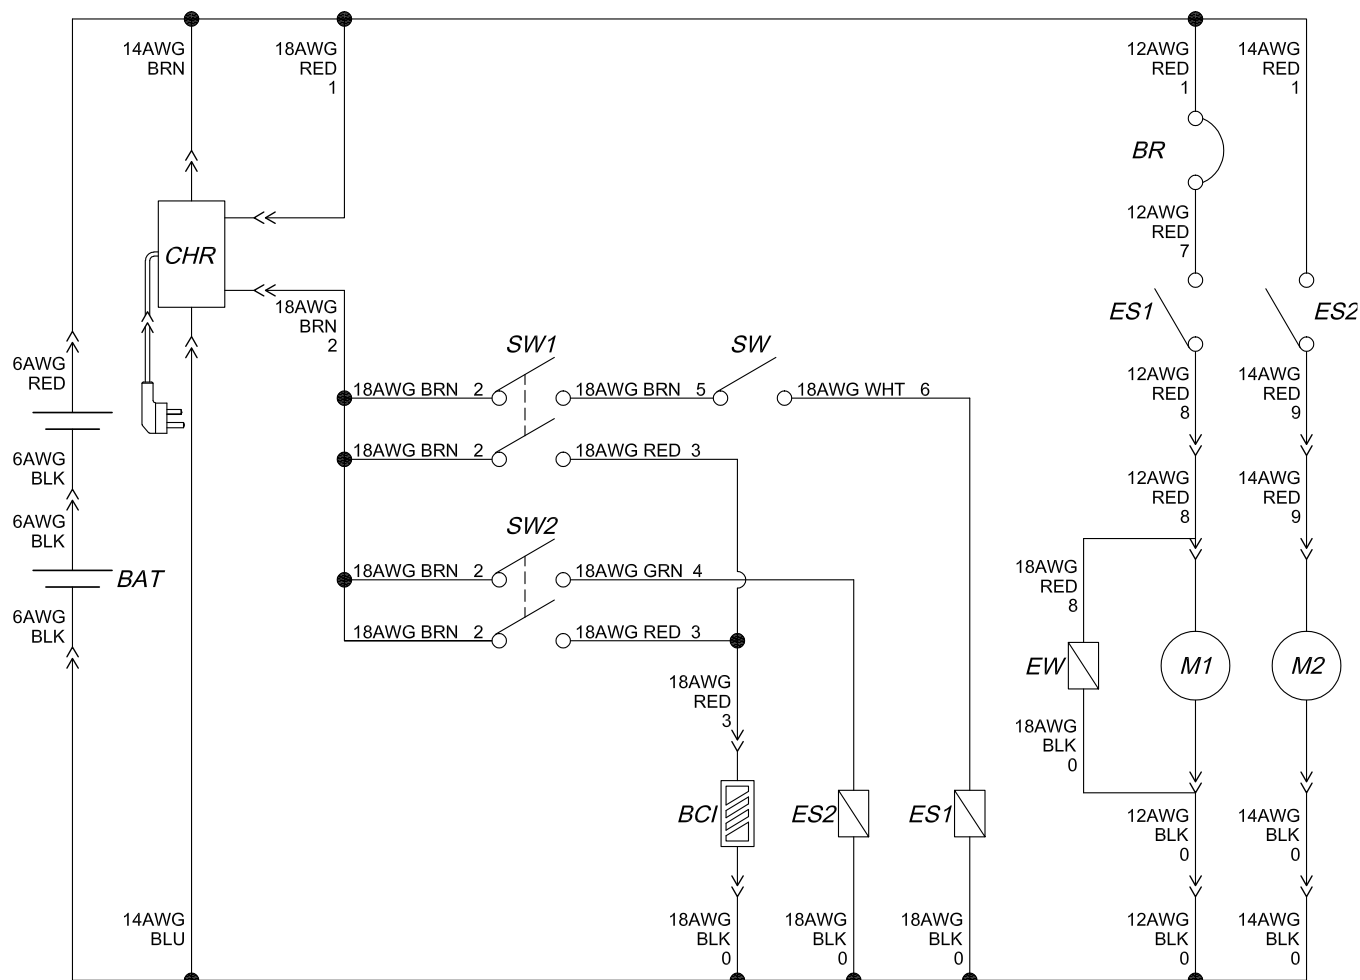 14AWG
BRN
18AWG
RED
1
12AWG
RED
1
14AWG
RED
1
BR
12AWG
RED
7
CHR
18AWG
BRN
2
ES1
ES2
6AWG
RED
SW1
SW
18AWG BRN 2
18AWG BRN 5
18AWG WHT 6
12AWG
RED
8
14AWG
RED
9
18AWG BRN 2
18AWG RED 3
6AWG
BLK
12AWG
RED
8
14AWG
RED
9
6AWG
BLK
SW2
BAT
18AWG BRN 2
18AWG GRN 4
18AWG
RED
8
6AWG
BLK
18AWG BRN 2
18AWG RED 3
EW
M1
M2
18AWG
RED
3
18AWG
BLK
0
BCI
ES2
ES1
12AWG
BLK
0
14AWG
BLK
0
14AWG
BLU
18AWG
BLK
0
18AWG
BLK
0
18AWG
BLK
0
12AWG
BLK
0
14AWG
BLK
0